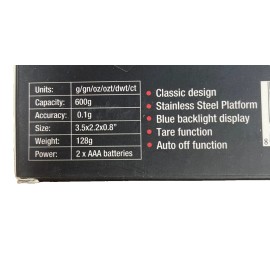 Units: g/gn/oz/ozt/dwt/ct
Capacity: 600g
Accuracy: 0.1g
Size: 3.5x2.2x0.8"
Weight: 128g
Power: 2 x AAA batteries
• Classic design
• Stainless Steel Platform
• Blue backlight display
• Tare function
• Auto off function